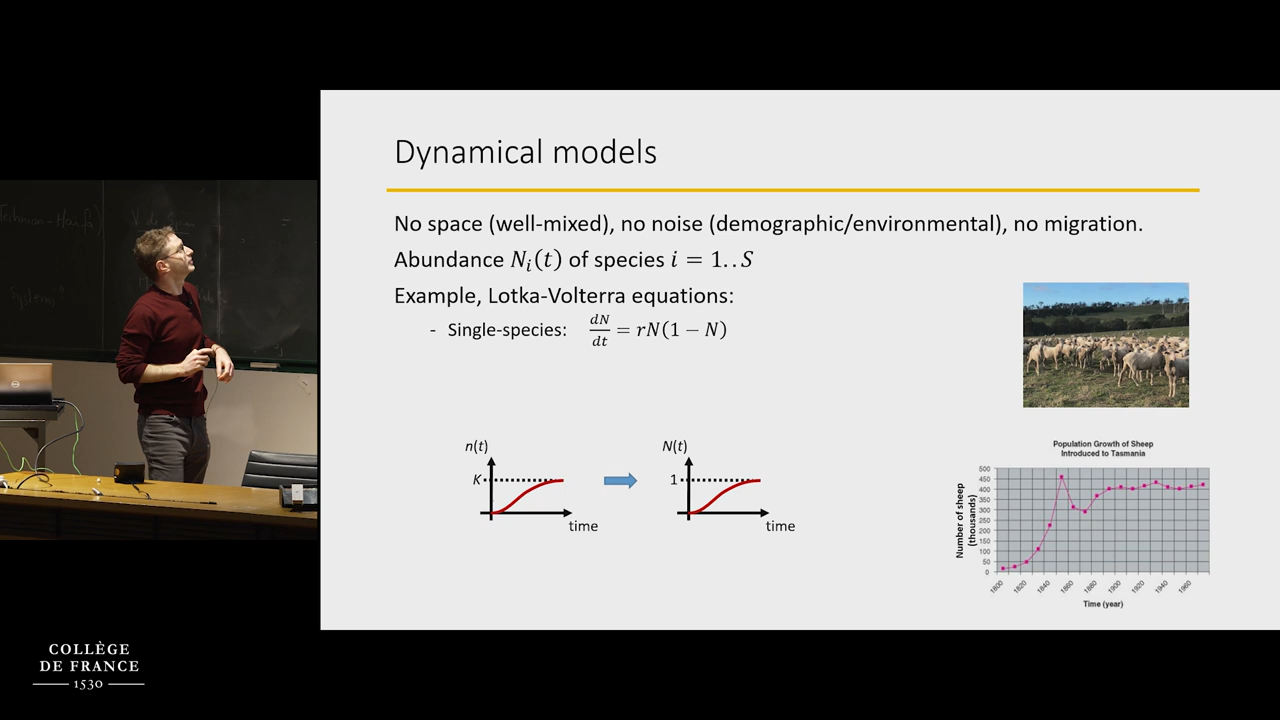 Dynamical models
No space (well-mixed), no noise (demographic/environmental), no migration.
Abundance N_i(t) of species i = 1..S
Example, Lotka-Volterra equations:
- Single-species: dN/dt = rN(1 − N)
n(t)
K
time
N(t)
1
time
Population Growth of Sheep
Introduced to Tasmania
Number of sheep
(thousands)
500
450
400
350
300
250
200
150
100
50
0
1800
1820
1840
1860
1880
1900
1920
1940
1960
Time (year)
COLLÈGE
DE FRANCE
1530